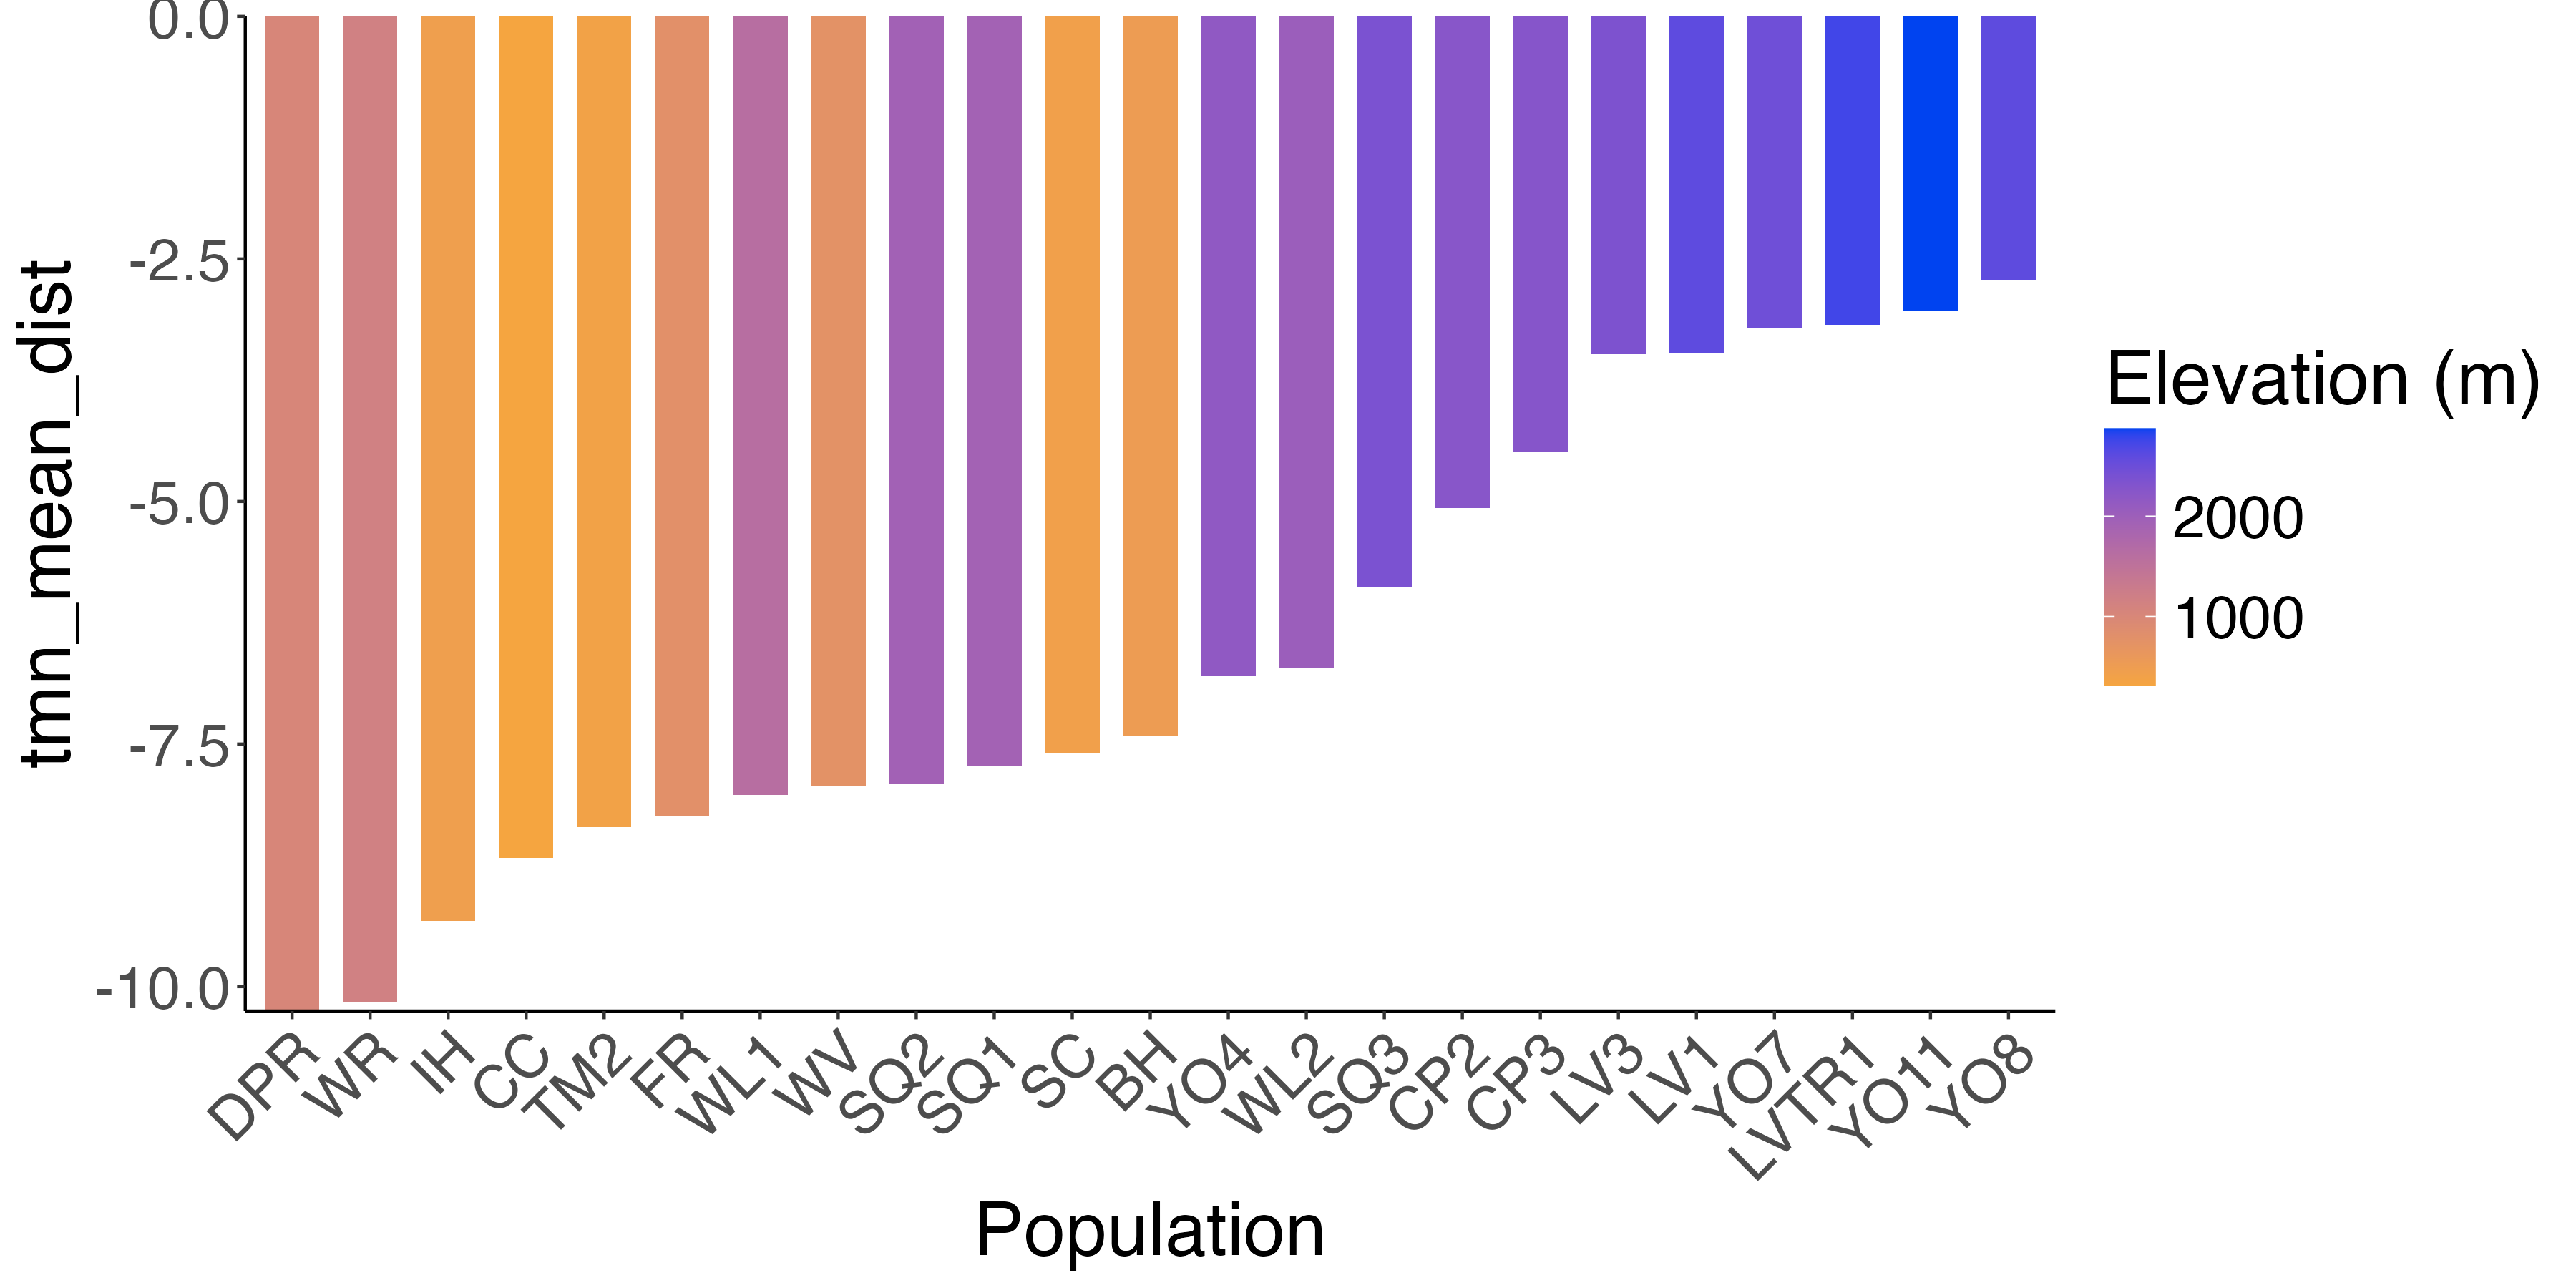 tmn_mean_dist
0.0
-2.5
-5.0
-7.5
-10.0
DPR
WR
IH
CC
TM2
FR
WL1
WV
SQ2
SQ1
SC
BH
YO4
WL2
SQ3
CP2
CP3
LV3
LV1
YO7
LVTR1
YO11
YO8
Population
Elevation (m)
2000
1000